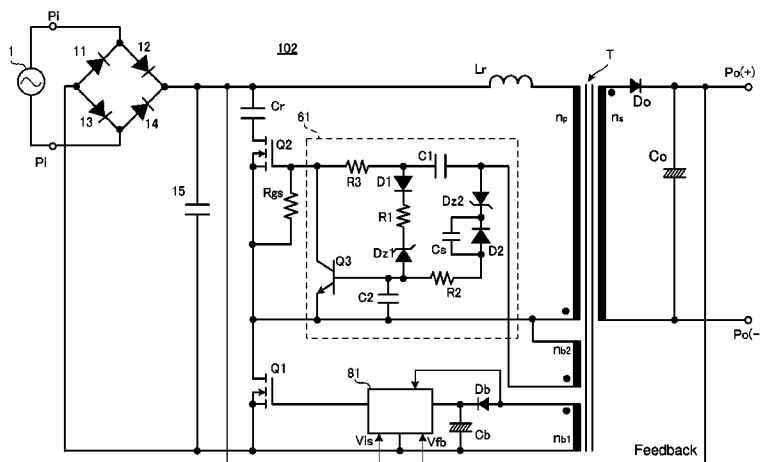 Pi
102
1
11
12
13
14
Pi
15
Cr
Q2
Rgs
61
R3
D1
C1
R1
Dz2
Dz1
Cs
D2
Q3
C2
R2
Lr
T
np
ns
Do
Co
Po(+)
Po(-
nb2
nb1
Q1
81
Db
Cb
Vis
Vfb
Feedback